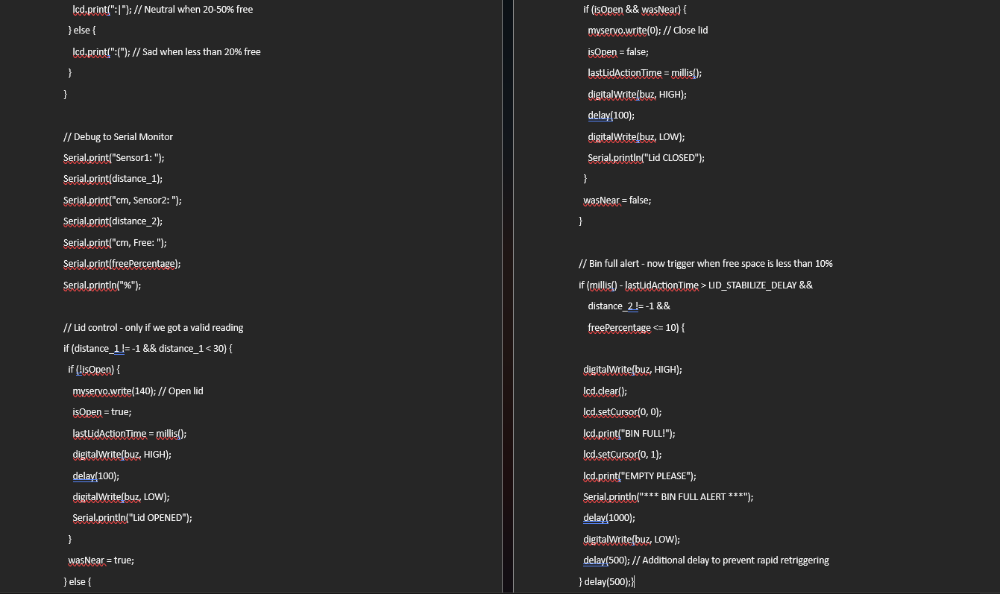 lcd.print(":|"); // Neutral when 20-50% free
} else {
lcd.print(":("); // Sad when less than 20% free
}
}
// Debug to Serial Monitor
Serial.print("Sensor1: ");
Serial.print(distance_1);
Serial.print("cm, Sensor2: ");
Serial.print(distance_2);
Serial.print("cm, Free: ");
Serial.print(freePercentage);
Serial.println("%");
// Lid control - only if we got a valid reading
if (distance_1 != -1 && distance_1 < 30) {
if (!isOpen) {
myservo.write(140); // Open lid
isOpen = true;
lastLidActionTime = millis();
digitalWrite(buz, HIGH);
delay(100);
digitalWrite(buz, LOW);
Serial.println("Lid OPENED");
}
wasNear = true;
} else {
if (isOpen && wasNear) {
myservo.write(0); // Close lid
isOpen = false;
lastLidActionTime = millis();
digitalWrite(buz, HIGH);
delay(100);
digitalWrite(buz, LOW);
Serial.println("Lid CLOSED");
}
wasNear = false;
}
// Bin full alert - now trigger when free space is less than 10%
if (millis() - lastLidActionTime > LID_STABILIZE_DELAY &&
distance_2 != -1 &&
freePercentage <= 10) {
digitalWrite(buz, HIGH);
lcd.clear();
lcd.setCursor(0, 0);
lcd.print("BIN FULL!");
lcd.setCursor(0, 1);
lcd.print("EMPTY PLEASE");
Serial.println("*** BIN FULL ALERT ***");
delay(1000);
digitalWrite(buz, LOW);
delay(500); // Additional delay to prevent rapid retriggering
} delay(500);}